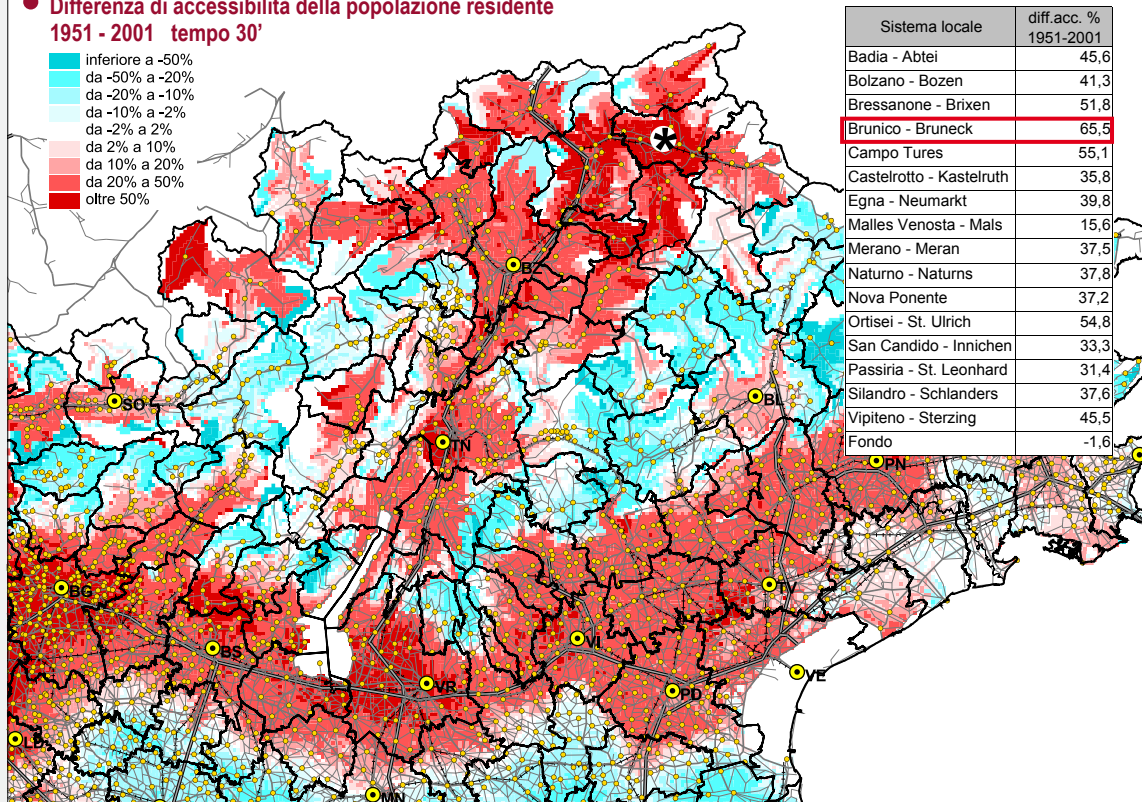 Differenza di accessibilità della popolazione residente
1951 - 2001 tempo 30'
inferiore a -50%
da -50% a -20%
da -20% a -10%
da -10% a -2%
da -2% a 2%
da 2% a 10%
da 10% a 20%
da 20% a 50%
oltre 50%
Sistema locale diff.acc. % 1951-2001
Badia - Abtei 45,6
Bolzano - Bozen 41,3
Bressanone - Brixen 51,8
Brunico - Bruneck 65,5
Campo Tures 55,1
Castelrotto - Kastelruth 35,8
Egna - Neumarkt 39,8
Malles Venosta - Mals 15,6
Merano - Meran 37,5
Naturno - Naturns 37,8
Nova Ponente 37,2
Ortisei - St. Ulrich 54,8
San Candido - Innichen 33,3
Passiria - St. Leonhard 31,4
Silandro - Schlanders 37,6
Vipiteno - Sterzing 45,5
Fondo -1,6
BZ
SO
BL
TN
PN
BG
VI
BS
VR
PD
VE
MN